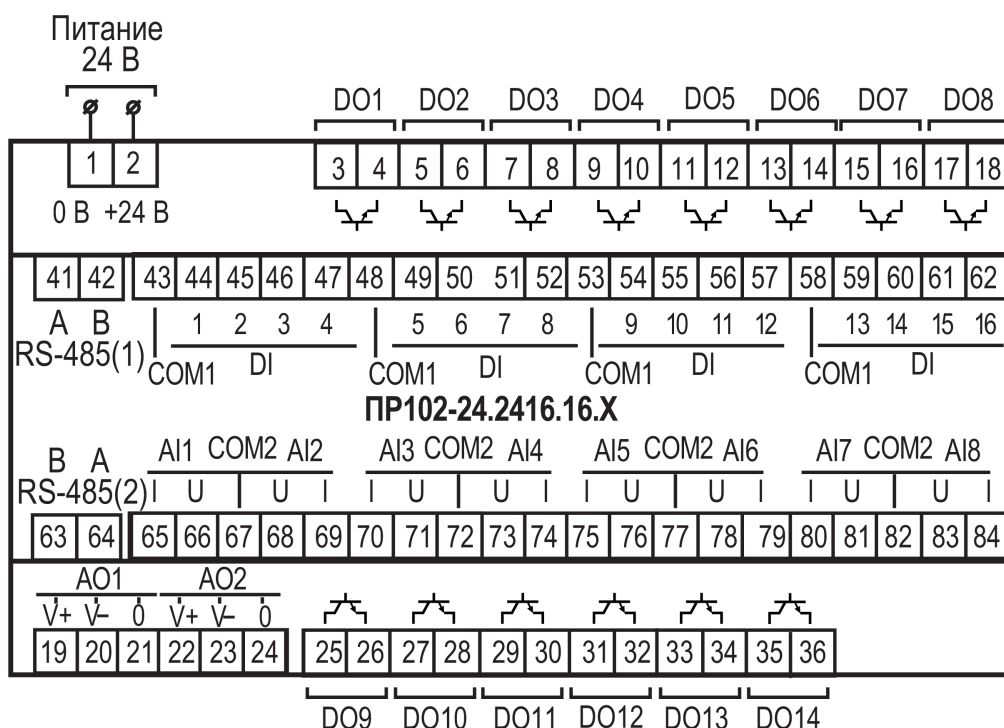 Питание
24 В
DO1 DO2 DO3 DO4 DO5 DO6 DO7 DO8
1 2 3 4 5 6 7 8 9 10 11 12 13 14 15 16 17 18
0 В +24 В
41 42 43 44 45 46 47 48 49 50 51 52 53 54 55 56 57 58 59 60 61 62
A B 1 2 3 4 5 6 7 8 9 10 11 12 13 14 15 16
RS-485(1) COM1 DI COM1 DI COM1 DI COM1 DI
ПР102-24.2416.16.X
B A AI1 COM2 AI2 AI3 COM2 AI4 AI5 COM2 AI6 AI7 COM2 AI8
RS-485(2) I U U I I U U I I U U I I U U I
63 64 65 66 67 68 69 70 71 72 73 74 75 76 77 78 79 80 81 82 83 84
AO1 AO2
V+ V– 0 V+ V– 0
19 20 21 22 23 24 25 26 27 28 29 30 31 32 33 34 35 36
DO9 DO10 DO11 DO12 DO13 DO14